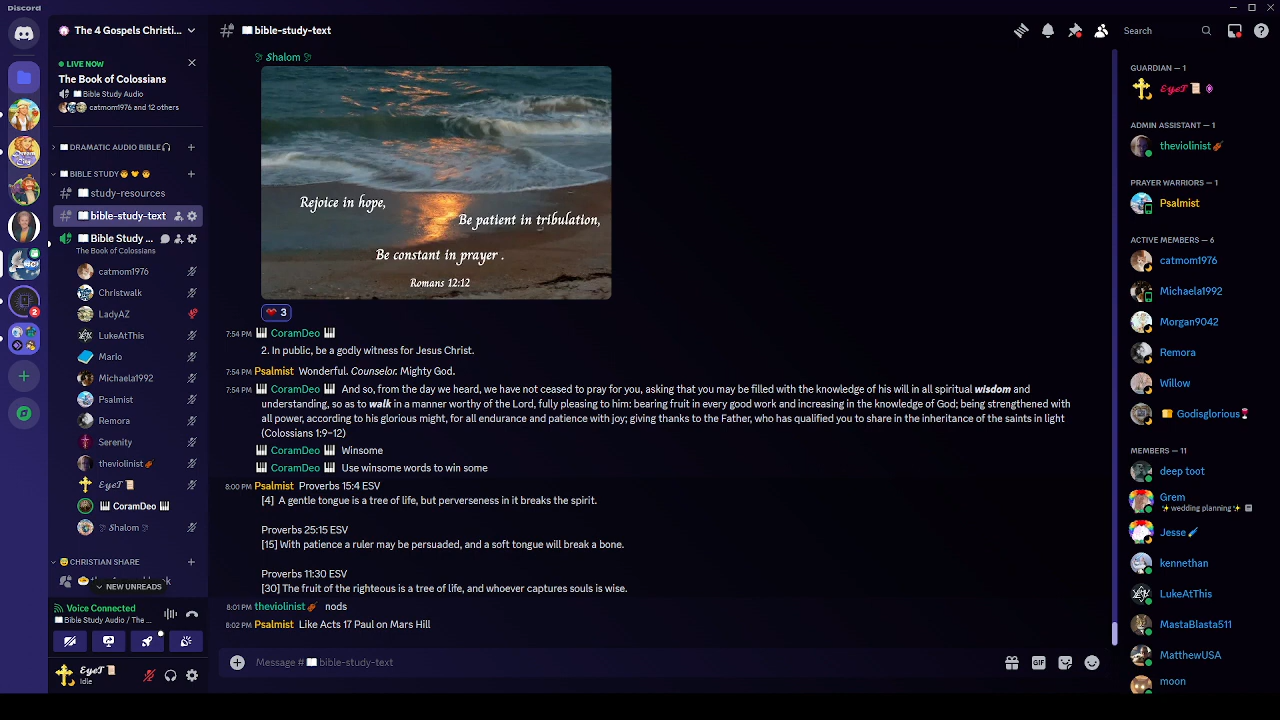 Discord
The 4 Gospels Christi...
LIVE NOW
The Book of Colossians
Bible Study Audio
catmom1976 and 12 others
DRAMATIC AUDIO BIBLE
BIBLE STUDY
study-resources
bible-study-text
Bible Study ...
The Book of Colossians
catmom1976
Christwalk
LadyAZ
LukeAtThis
Marlo
Michaela1992
Psalmist
Remora
Serenity
theviolinist
EyeT
CoramDeo
Shalom
CHRISTIAN SHARE
NEW UNREADS
Voice Connected
Bible Study Audio / The ...
EyeT
Idle
2
bible-study-text
Search
Shalom
Rejoice in hope,
Be patient in tribulation,
Be constant in prayer .
Romans 12:12
3
7:54 PM CoramDeo
2. In public, be a godly witness for Jesus Christ.
7:54 PM Psalmist Wonderful. Counselor. Mighty God.
7:54 PM CoramDeo And so, from the day we heard, we have not ceased to pray for you, asking that you may be filled with the knowledge of his will in all spiritual wisdom and
understanding, so as to walk in a manner worthy of the Lord, fully pleasing to him: bearing fruit in every good work and increasing in the knowledge of God; being strengthened with
all power, according to his glorious might, for all endurance and patience with joy; giving thanks to the Father, who has qualified you to share in the inheritance of the saints in light
(Colossians 1:9–12)
CoramDeo Winsome
CoramDeo Use winsome words to win some
8:00 PM Psalmist Proverbs 15:4 ESV
[4] A gentle tongue is a tree of life, but perverseness in it breaks the spirit.
Proverbs 25:15 ESV
[15] With patience a ruler may be persuaded, and a soft tongue will break a bone.
Proverbs 11:30 ESV
[30] The fruit of the righteous is a tree of life, and whoever captures souls is wise.
8:01 PM theviolinist nods
8:02 PM Psalmist Like Acts 17 Paul on Mars Hill
Message # bible-study-text
GIF
GUARDIAN — 1
EyeT
ADMIN ASSISTANT — 1
theviolinist
PRAYER WARRIORS — 1
Psalmist
ACTIVE MEMBERS — 6
catmom1976
Michaela1992
Morgan9042
Remora
Willow
Godisglorious
MEMBERS — 11
deep toot
Grem
wedding planning
Jesse
kennethan
LukeAtThis
MastaBlasta511
MatthewUSA
moon